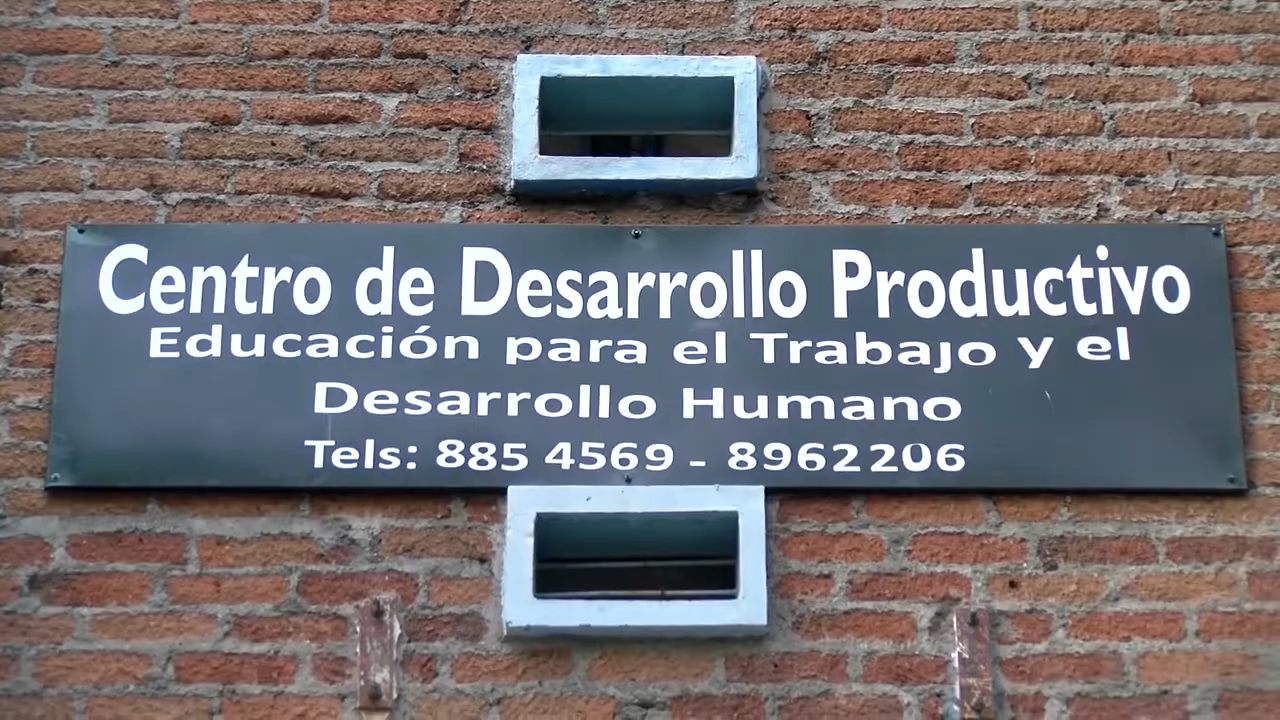 Centro de Desarrollo Productivo
Educación para el Trabajo y el
Desarrollo Humano
Tels: 885 4569 - 8962206